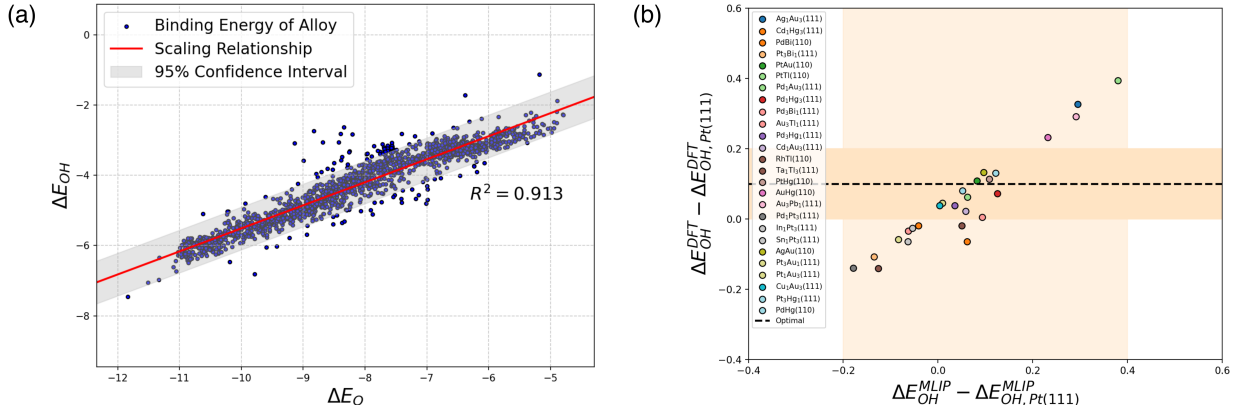 (a)
Binding Energy of Alloy
Scaling Relationship
95% Confidence Interval
R² = 0.913
ΔE_OH
−2
−4
−6
−8
−12
−11
−10
−9
−8
−7
−6
−5
ΔE_O
(b)
Ag₁Au₃(111)
Cd₁Hg₃(111)
PdBi(110)
Pt₃Bi₁(111)
PtAu(110)
PtTl(110)
Pd₁Au₃(111)
Pd₁Hg₃(111)
Pd₃Bi₁(111)
Au₃Tl₁(111)
Pd₃Hg₁(111)
Cd₁Au₃(111)
RhTl(110)
Ta₁Tl₃(111)
PtHg(110)
AuHg(110)
Au₃Pb₁(111)
Pd₁Pt₃(111)
In₁Pt₃(111)
Sn₁Pt₃(111)
AgAu(110)
Pt₃Au₁(111)
Pt₁Au₃(111)
Cu₁Au₃(111)
Pt₃Hg₁(111)
PdHg(110)
Optimal
ΔE_OH^DFT − ΔE_OH,Pt(111)^DFT
0.6
0.4
0.2
0.0
−0.2
−0.4
−0.4
−0.2
0.0
0.2
0.4
0.6
ΔE_OH^MLIP − ΔE_OH,Pt(111)^MLIP